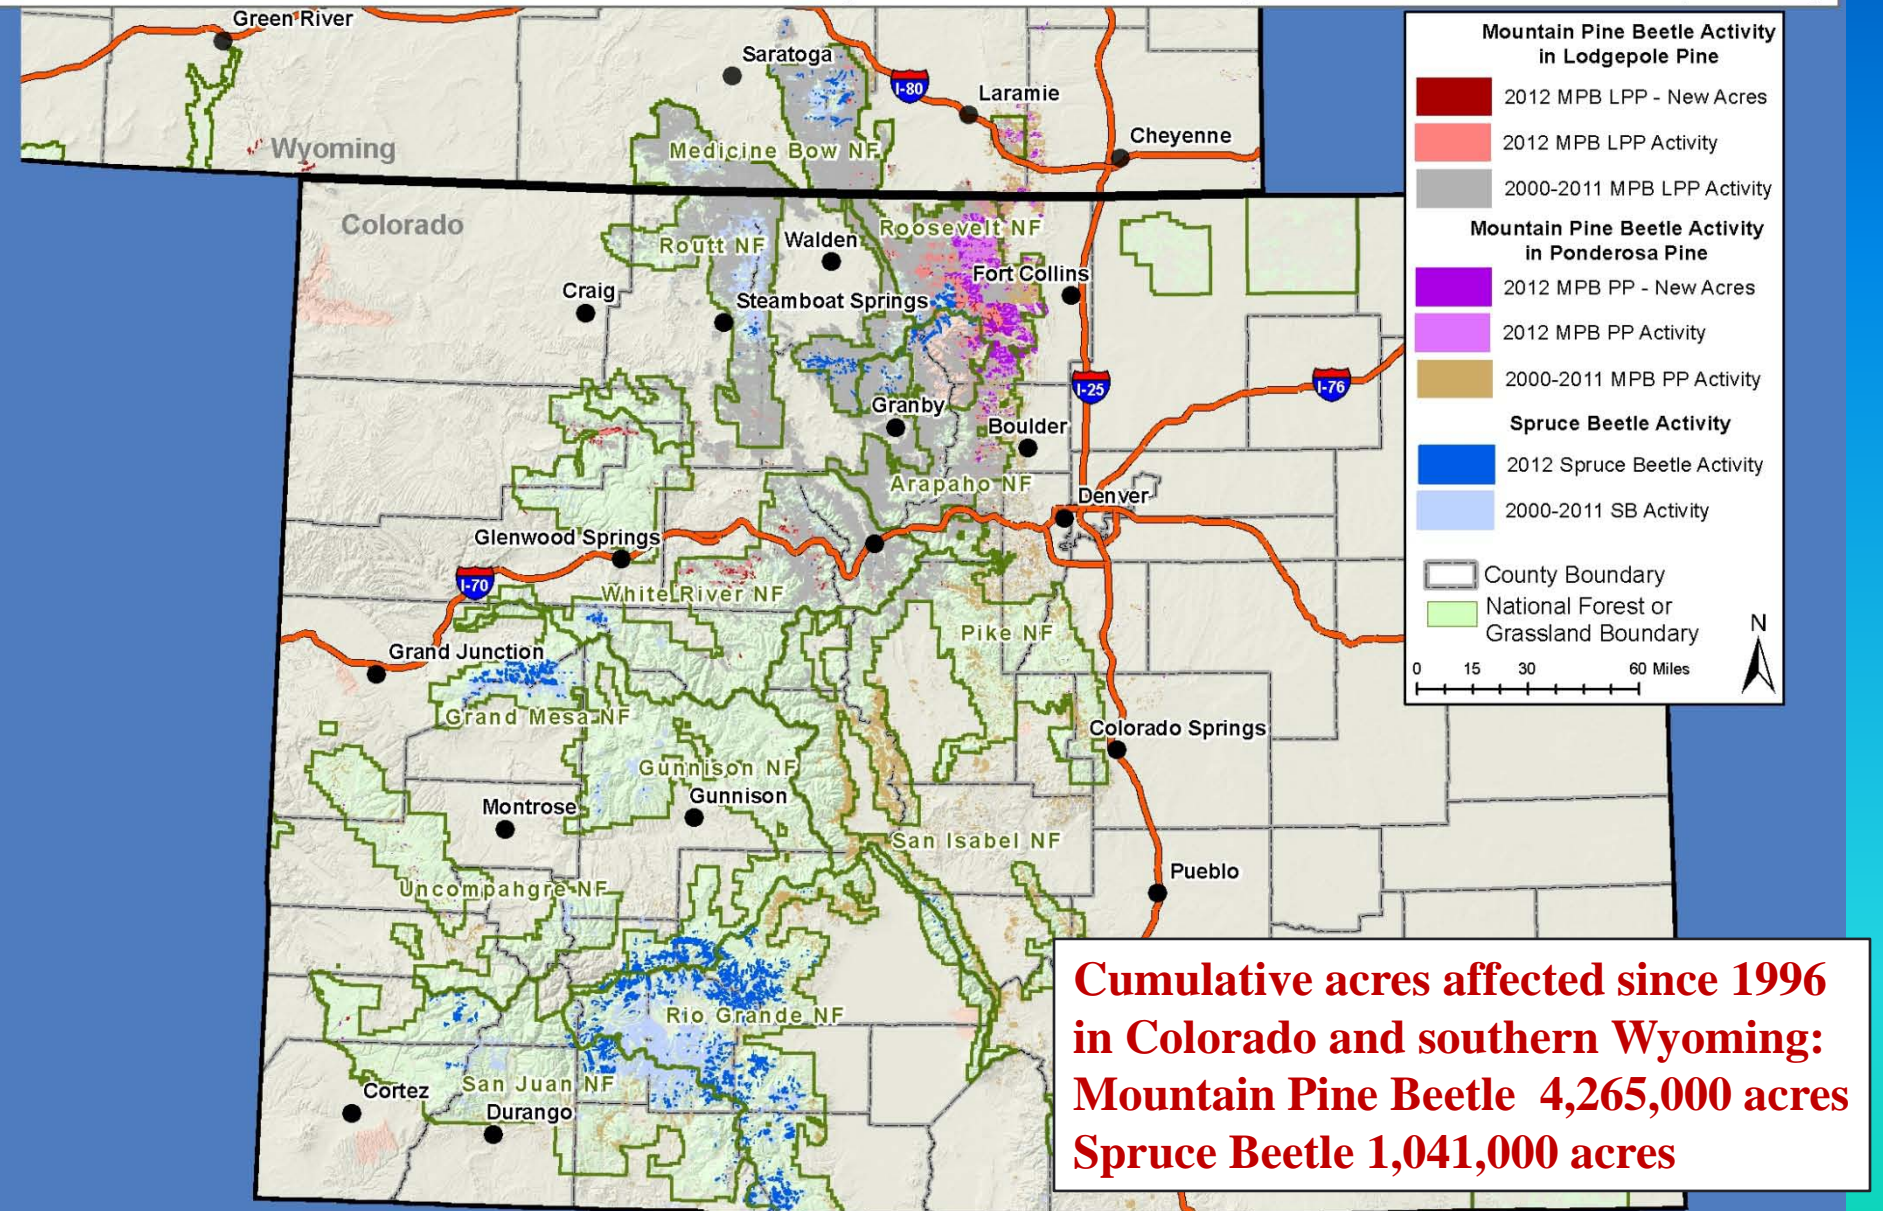 Green River
Saratoga
I-80
Laramie
Cheyenne
Wyoming
Medicine Bow NF
Colorado
Routt NF
Walden
Roosevelt NF
Fort Collins
Craig
Steamboat Springs
I-25
I-76
Granby
Boulder
Arapaho NF
Denver
Glenwood Springs
I-70
White River NF
Pike NF
Grand Junction
Grand Mesa NF
Colorado Springs
Gunnison NF
Gunnison
Montrose
San Isabel NF
Pueblo
Uncompahgre NF
Rio Grande NF
Cortez
San Juan NF
Durango
Mountain Pine Beetle Activity
in Lodgepole Pine
2012 MPB LPP - New Acres
2012 MPB LPP Activity
2000-2011 MPB LPP Activity
Mountain Pine Beetle Activity
in Ponderosa Pine
2012 MPB PP - New Acres
2012 MPB PP Activity
2000-2011 MPB PP Activity
Spruce Beetle Activity
2012 Spruce Beetle Activity
2000-2011 SB Activity
County Boundary
National Forest or
Grassland Boundary
N
0 15 30 60 Miles
Cumulative acres affected since 1996
in Colorado and southern Wyoming:
Mountain Pine Beetle 4,265,000 acres
Spruce Beetle 1,041,000 acres